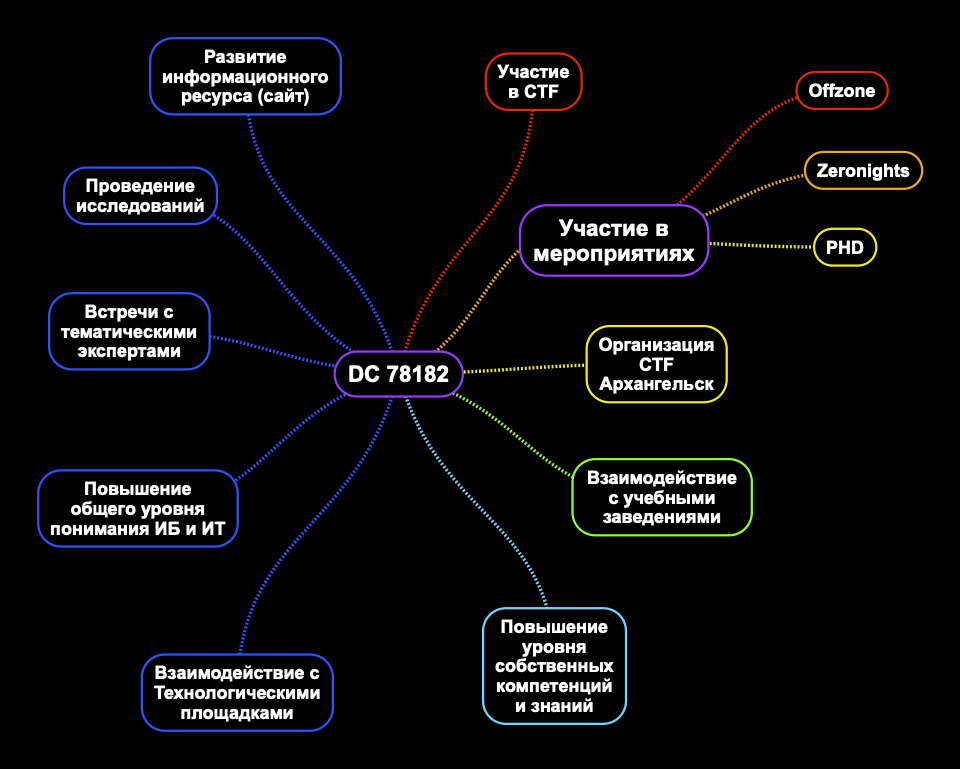 Развитие
информационного
ресурса (сайт)
Участие
в CTF
Offzone
Zeronights
Проведение
исследований
Участие в
мероприятиях
PHD
Встречи с
тематическими
экспертами
DC 78182
Организация
CTF
Архангельск
Повышение
общего уровня
понимания ИБ и ИТ
Взаимодействие
с учебными
заведениями
Взаимодействие с
Технологическими
площадками
Повышение
уровня
собственных
компетенций
и знаний